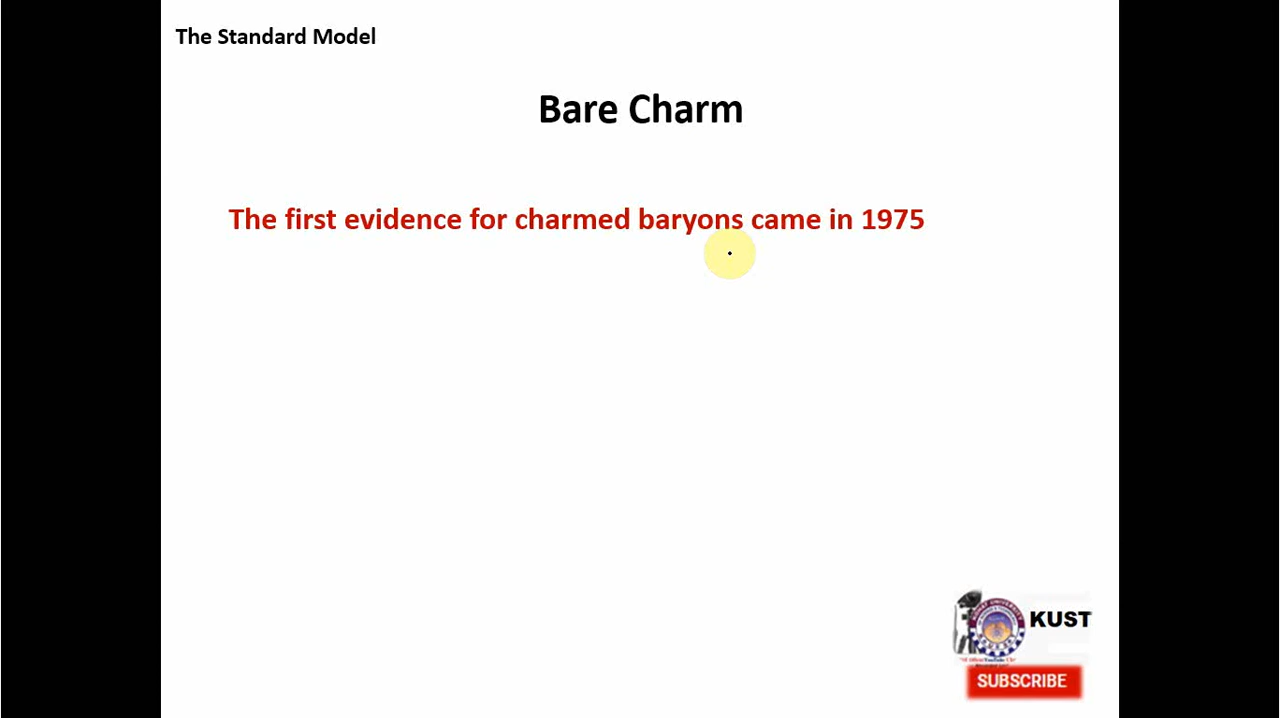 The Standard Model
Bare Charm
The first evidence for charmed baryons came in 1975
KUST
SUBSCRIBE